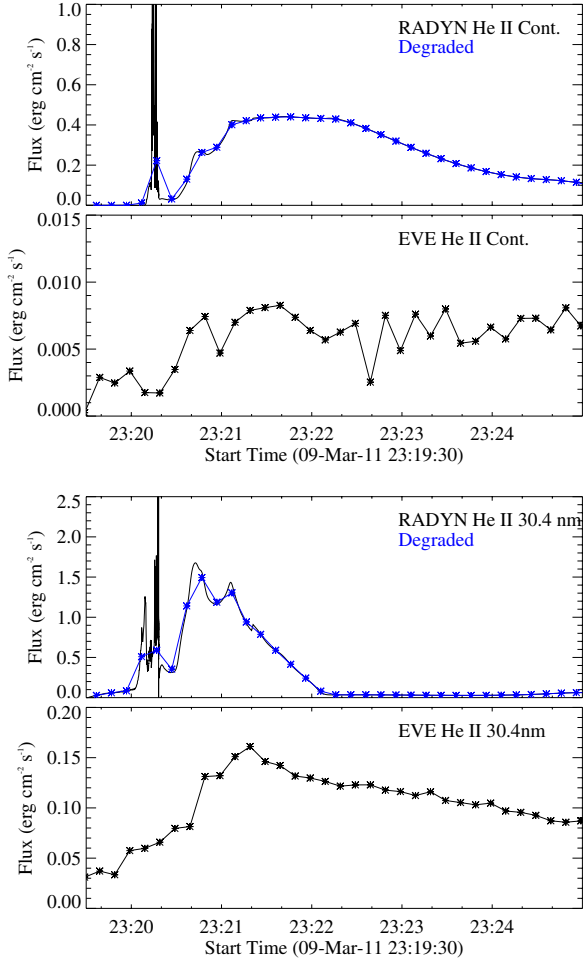 RADYN He II Cont.
Degraded
Flux (erg cm⁻² s⁻¹)
1.0
0.8
0.6
0.4
0.2
0.0
EVE He II Cont.
Flux (erg cm⁻² s⁻¹)
0.015
0.010
0.005
0.000
23:20 23:21 23:22 23:23 23:24
Start Time (09-Mar-11 23:19:30)
RADYN He II 30.4 nm
Degraded
Flux (erg cm⁻² s⁻¹)
2.5
2.0
1.5
1.0
0.5
0.0
EVE He II 30.4nm
Flux (erg cm⁻² s⁻¹)
0.20
0.15
0.10
0.05
0.00
23:20 23:21 23:22 23:23 23:24
Start Time (09-Mar-11 23:19:30)